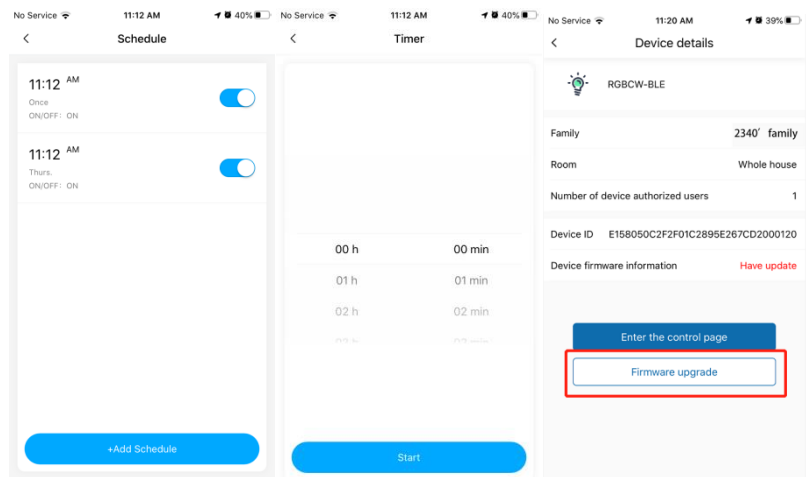 No Service
11:12 AM
40%
Schedule
11:12 AM
Once
ON/OFF: ON
11:12 AM
Thurs.
ON/OFF: ON
+Add Schedule
No Service
11:12 AM
40%
Timer
00 h 00 min
01 h 01 min
02 h 02 min
Start
No Service
11:20 AM
39%
Device details
RGBCW-BLE
Family 2340′ family
Room Whole house
Number of device authorized users 1
Device ID E158050C2F2F01C2895E267CD2000120
Device firmware information Have update
Enter the control page
Firmware upgrade